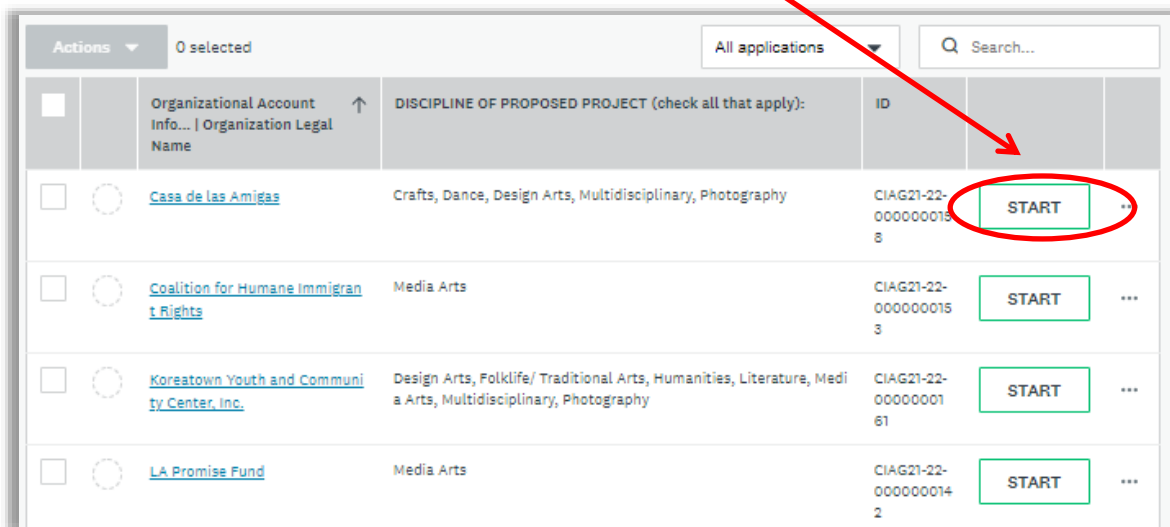 Actions 0 selected All applications Search...
Organizational Account Info... | Organization Legal Name
DISCIPLINE OF PROPOSED PROJECT (check all that apply):
ID
Casa de las Amigas
Crafts, Dance, Design Arts, Multidisciplinary, Photography
CIAG21-22-
000000015
8
START
...
Coalition for Humane Immigran
t Rights
Media Arts
CIAG21-22-
000000015
3
START
...
Koreatown Youth and Communi
ty Center, Inc.
Design Arts, Folklife/ Traditional Arts, Humanities, Literature, Medi
a Arts, Multidisciplinary, Photography
CIAG21-22-
00000001
61
START
...
LA Promise Fund
Media Arts
CIAG21-22-
000000014
2
START
...